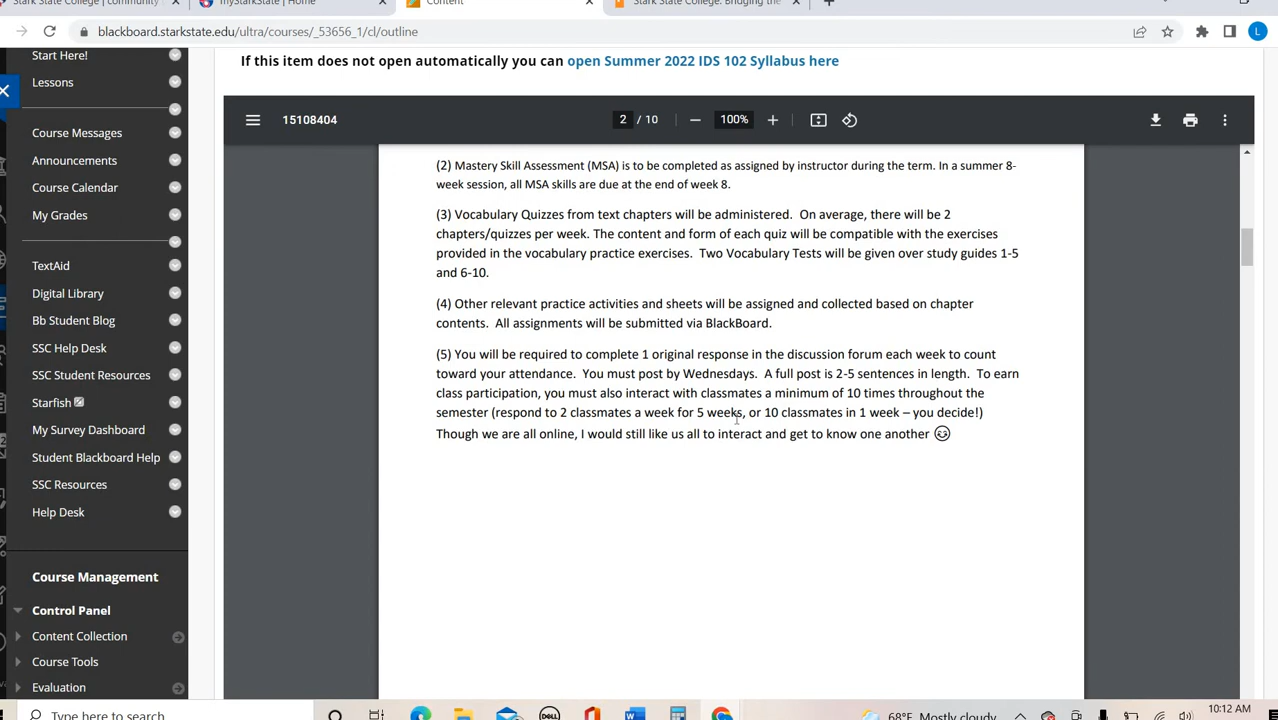 Stark State College | community
MyStarkState | Home
Content
Stark State College: Bridging the
blackboard.starkstate.edu/ultra/courses/_53656_1/cl/outline
L
Start Here!
Lessons
Course Messages
Announcements
Course Calendar
My Grades
TextAid
Digital Library
Bb Student Blog
SSC Help Desk
SSC Student Resources
Starfish
My Survey Dashboard
Student Blackboard Help
SSC Resources
Help Desk
Course Management
Control Panel
Content Collection
Course Tools
Evaluation
If this item does not open automatically you can open Summer 2022 IDS 102 Syllabus here
15108404
2 / 10
100%
(2) Mastery Skill Assessment (MSA) is to be completed as assigned by instructor during the term. In a summer 8-
week session, all MSA skills are due at the end of week 8.
(3) Vocabulary Quizzes from text chapters will be administered. On average, there will be 2
chapters/quizzes per week. The content and form of each quiz will be compatible with the exercises
provided in the vocabulary practice exercises. Two Vocabulary Tests will be given over study guides 1-5
and 6-10.
(4) Other relevant practice activities and sheets will be assigned and collected based on chapter
contents. All assignments will be submitted via BlackBoard.
(5) You will be required to complete 1 original response in the discussion forum each week to count
toward your attendance. You must post by Wednesdays. A full post is 2-5 sentences in length. To earn
class participation, you must also interact with classmates a minimum of 10 times throughout the
semester (respond to 2 classmates a week for 5 weeks, or 10 classmates in 1 week – you decide!)
Though we are all online, I would still like us all to interact and get to know one another 😊
Type here to search
DELL
68°F Mostly cloudy
10:12 AM